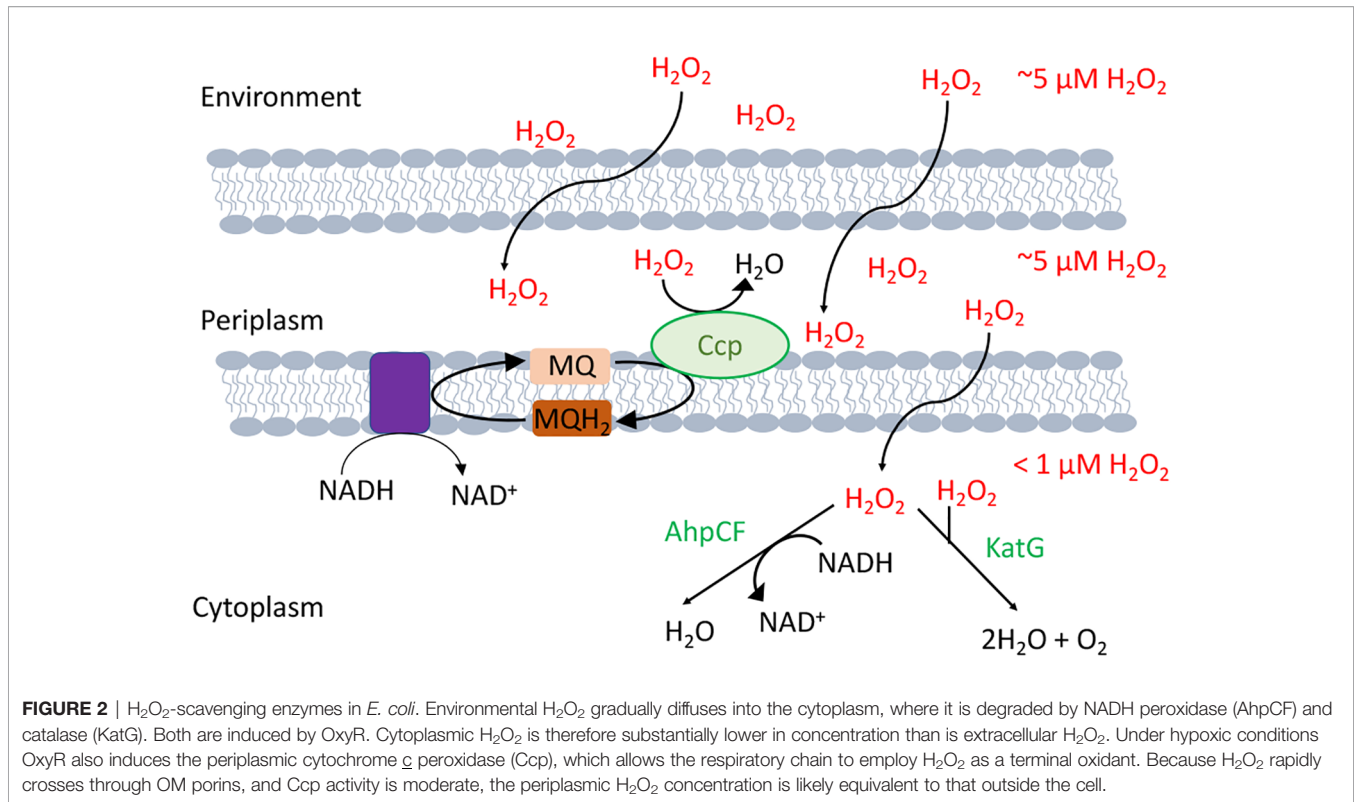 Environment
H₂O₂
H₂O₂
H₂O₂
H₂O₂
~5 µM H₂O₂
H₂O₂
H₂O₂
H₂O
H₂O₂
~5 µM H₂O₂
Periplasm
H₂O₂
H₂O₂
Ccp
MQ
MQH₂
NADH
NAD⁺
< 1 µM H₂O₂
H₂O₂
H₂O₂
AhpCF
KatG
NADH
Cytoplasm
H₂O
NAD⁺
2H₂O + O₂
FIGURE 2 | H₂O₂-scavenging enzymes in E. coli. Environmental H₂O₂ gradually diffuses into the cytoplasm, where it is degraded by NADH peroxidase (AhpCF) and
catalase (KatG). Both are induced by OxyR. Cytoplasmic H₂O₂ is therefore substantially lower in concentration than is extracellular H₂O₂. Under hypoxic conditions
OxyR also induces the periplasmic cytochrome c peroxidase (Ccp), which allows the respiratory chain to employ H₂O₂ as a terminal oxidant. Because H₂O₂ rapidly
crosses through OM porins, and Ccp activity is moderate, the periplasmic H₂O₂ concentration is likely equivalent to that outside the cell.